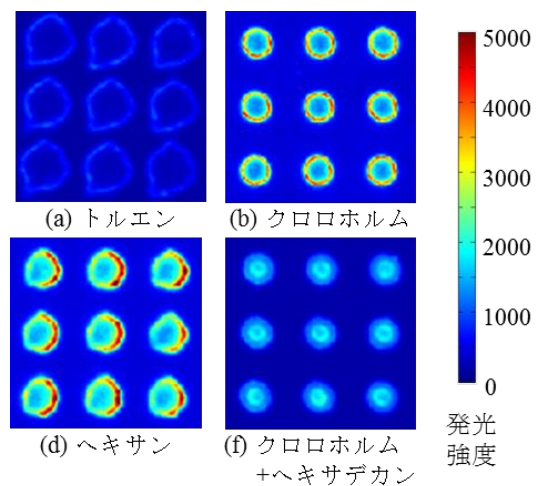 (a) トルエン
(b) クロロホルム
(d) ヘキサン
(f) クロロホルム
+ヘキサデカン
5000
4000
3000
2000
1000
0
発光
強度